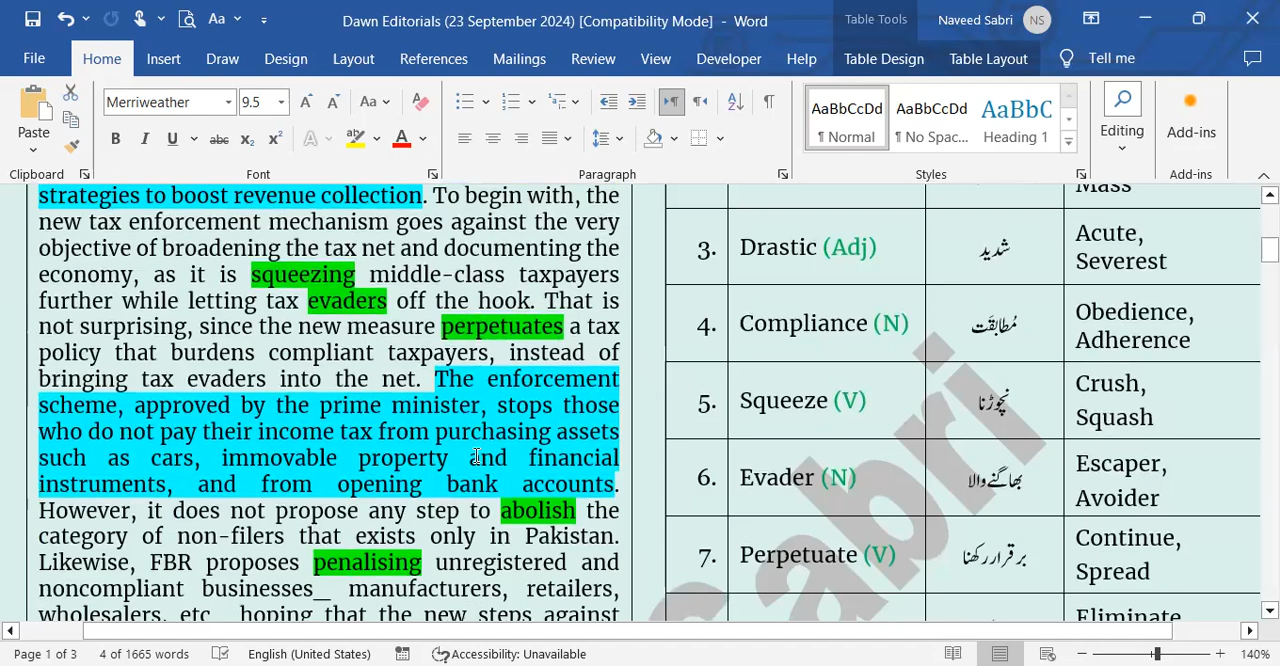 Dawn Editorials (23 September 2024) [Compatibility Mode] - Word
Table Tools
Naveed Sabri
NS
File
Home
Insert
Draw
Design
Layout
References
Mailings
Review
View
Developer
Help
Table Design
Table Layout
Tell me
Paste
Merriweather
9.5
Clipboard
Font
Paragraph
AaBbCcDd
¶ Normal
AaBbCcDd
¶ No Spac...
AaBbC
Heading 1
Styles
Editing
Add-ins
Add-ins
strategies to boost revenue collection. To begin with, the
new tax enforcement mechanism goes against the very
objective of broadening the tax net and documenting the
economy, as it is squeezing middle-class taxpayers
further while letting tax evaders off the hook. That is
not surprising, since the new measure perpetuates a tax
policy that burdens compliant taxpayers, instead of
bringing tax evaders into the net. The enforcement
scheme, approved by the prime minister, stops those
who do not pay their income tax from purchasing assets
such as cars, immovable property and financial
instruments, and from opening bank accounts.
However, it does not propose any step to abolish the
category of non-filers that exists only in Pakistan.
Likewise, FBR proposes penalising unregistered and
noncompliant businesses_ manufacturers, retailers,
wholesalers, etc_ hoping that the new steps against
Mass
3. Drastic (Adj) شدید Acute,
Severest
4. Compliance (N) مُطابقَت Obedience,
Adherence
5. Squeeze (V) نچوڑنا Crush,
Squash
6. Evader (N) بھاگنے والا Escaper,
Avoider
7. Perpetuate (V) برقرار رکھنا Continue,
Spread
Eliminate
Sabri
Page 1 of 3
4 of 1665 words
English (United States)
Accessibility: Unavailable
140%